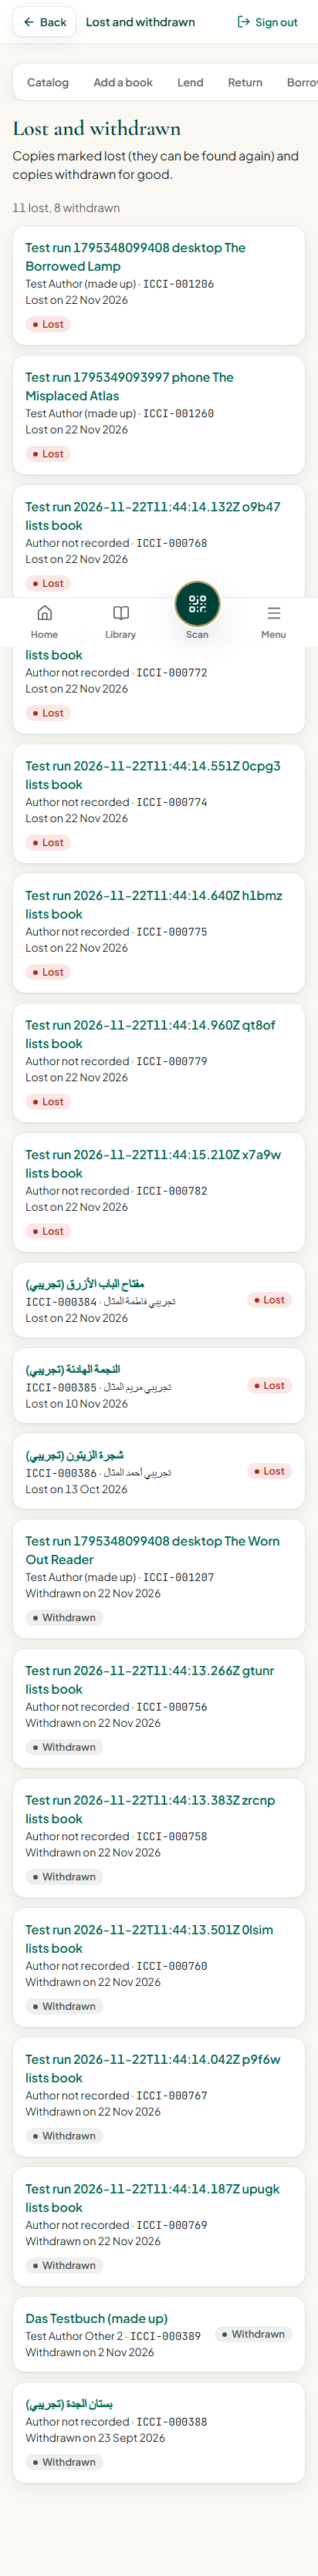 Back
Lost and withdrawn
Sign out
Catalog
Add a book
Lend
Return
Borrow
Lost and withdrawn
Copies marked lost (they can be found again) and
copies withdrawn for good.
11 lost, 8 withdrawn
Test run 1795348099408 desktop The
Borrowed Lamp
Test Author (made up) · ICCI-001206
Lost on 22 Nov 2026
Lost
Test run 1795349093997 phone The
Misplaced Atlas
Test Author (made up) · ICCI-001260
Lost on 22 Nov 2026
Lost
Test run 2026-11-22T11:44:14.132Z o9b47
lists book
Author not recorded · ICCI-000768
Lost on 22 Nov 2026
Lost
Home
Library
Scan
Menu
lists book
Author not recorded · ICCI-000772
Lost on 22 Nov 2026
Lost
Test run 2026-11-22T11:44:14.551Z 0cpg3
lists book
Author not recorded · ICCI-000774
Lost on 22 Nov 2026
Lost
Test run 2026-11-22T11:44:14.640Z h1bmz
lists book
Author not recorded · ICCI-000775
Lost on 22 Nov 2026
Lost
Test run 2026-11-22T11:44:14.960Z qt8of
lists book
Author not recorded · ICCI-000779
Lost on 22 Nov 2026
Lost
Test run 2026-11-22T11:44:15.210Z x7a9w
lists book
Author not recorded · ICCI-000782
Lost on 22 Nov 2026
Lost
مفتاح الباب الأزرق (تجريبي)
تجريبي فاطمة المثال · ICCI-000384
Lost on 22 Nov 2026
Lost
النجمة الهادئة (تجريبي)
تجريبي مريم المثال · ICCI-000385
Lost on 10 Nov 2026
Lost
شجرة الزيتون (تجريبي)
تجريبي أحمد المثال · ICCI-000386
Lost on 13 Oct 2026
Lost
Test run 1795348099408 desktop The Worn
Out Reader
Test Author (made up) · ICCI-001207
Withdrawn on 22 Nov 2026
Withdrawn
Test run 2026-11-22T11:44:13.266Z gtunr
lists book
Author not recorded · ICCI-000756
Withdrawn on 22 Nov 2026
Withdrawn
Test run 2026-11-22T11:44:13.383Z zrcnp
lists book
Author not recorded · ICCI-000758
Withdrawn on 22 Nov 2026
Withdrawn
Test run 2026-11-22T11:44:13.501Z 0lsim
lists book
Author not recorded · ICCI-000760
Withdrawn on 22 Nov 2026
Withdrawn
Test run 2026-11-22T11:44:14.042Z p9f6w
lists book
Author not recorded · ICCI-000767
Withdrawn on 22 Nov 2026
Withdrawn
Test run 2026-11-22T11:44:14.187Z upugk
lists book
Author not recorded · ICCI-000769
Withdrawn on 22 Nov 2026
Withdrawn
Das Testbuch (made up)
Test Author Other 2 · ICCI-000389
Withdrawn on 2 Nov 2026
Withdrawn
بستان الجدة (تجريبي)
Author not recorded · ICCI-000388
Withdrawn on 23 Sept 2026
Withdrawn